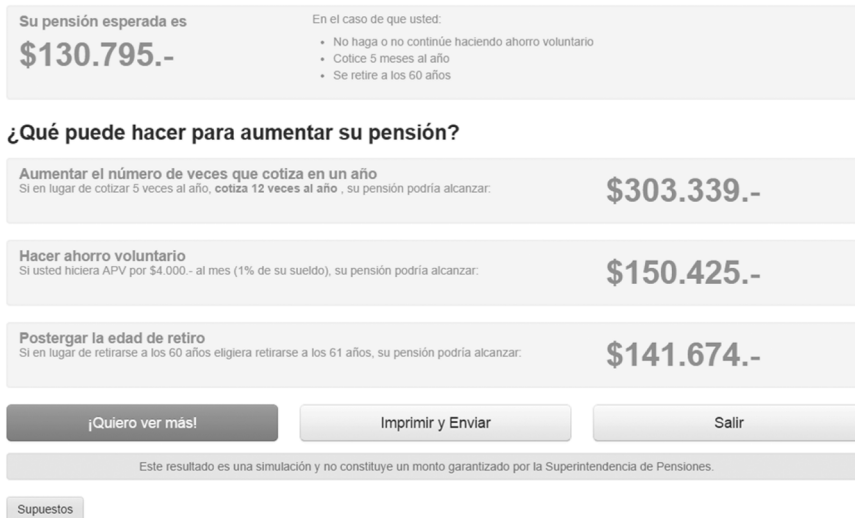 Su pensión esperada es
$130.795.-
En el caso de que usted:
• No haga o no continúe haciendo ahorro voluntario
• Cotice 5 meses al año
• Se retire a los 60 años
¿Qué puede hacer para aumentar su pensión?
Aumentar el número de veces que cotiza en un año
Si en lugar de cotizar 5 veces al año, cotiza 12 veces al año , su pensión podría alcanzar:
$303.339.-
Hacer ahorro voluntario
Si usted hiciera APV por $4.000.- al mes (1% de su sueldo), su pensión podría alcanzar:
$150.425.-
Postergar la edad de retiro
Si en lugar de retirarse a los 60 años eligiera retirarse a los 61 años, su pensión podría alcanzar:
$141.674.-
¡Quiero ver más!
Imprimir y Enviar
Salir
Este resultado es una simulación y no constituye un monto garantizado por la Superintendencia de Pensiones.
Supuestos